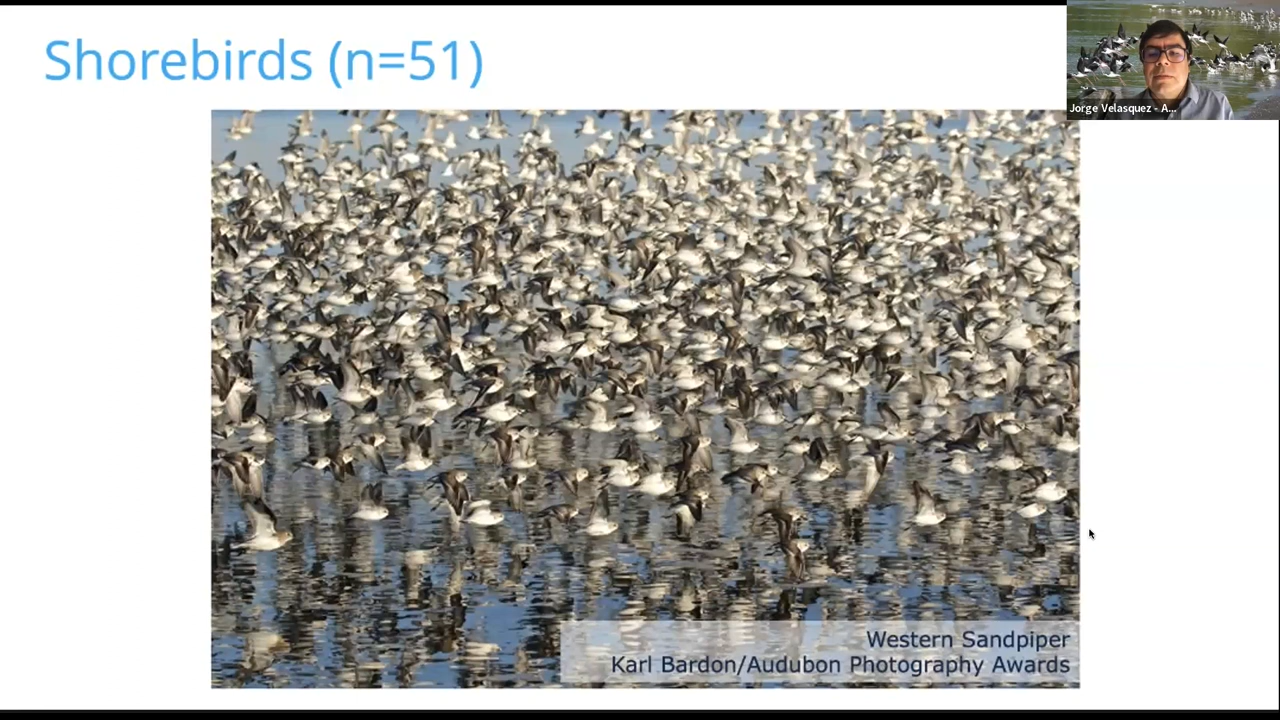 Shorebirds (n=51)
Jorge Velasquez - A...
Western Sandpiper
Karl Bardon/Audubon Photography Awards